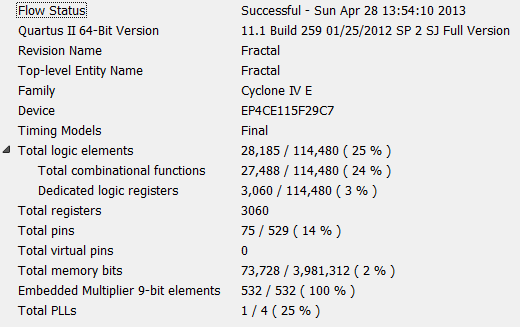 Flow Status Successful - Sun Apr 28 13:54:10 2013
Quartus II 64-Bit Version 11.1 Build 259 01/25/2012 SP 2 SJ Full Version
Revision Name Fractal
Top-level Entity Name Fractal
Family Cyclone IV E
Device EP4CE115F29C7
Timing Models Final
Total logic elements 28,185 / 114,480 ( 25 % )
Total combinational functions 27,488 / 114,480 ( 24 % )
Dedicated logic registers 3,060 / 114,480 ( 3 % )
Total registers 3060
Total pins 75 / 529 ( 14 % )
Total virtual pins 0
Total memory bits 73,728 / 3,981,312 ( 2 % )
Embedded Multiplier 9-bit elements 532 / 532 ( 100 % )
Total PLLs 1 / 4 ( 25 % )